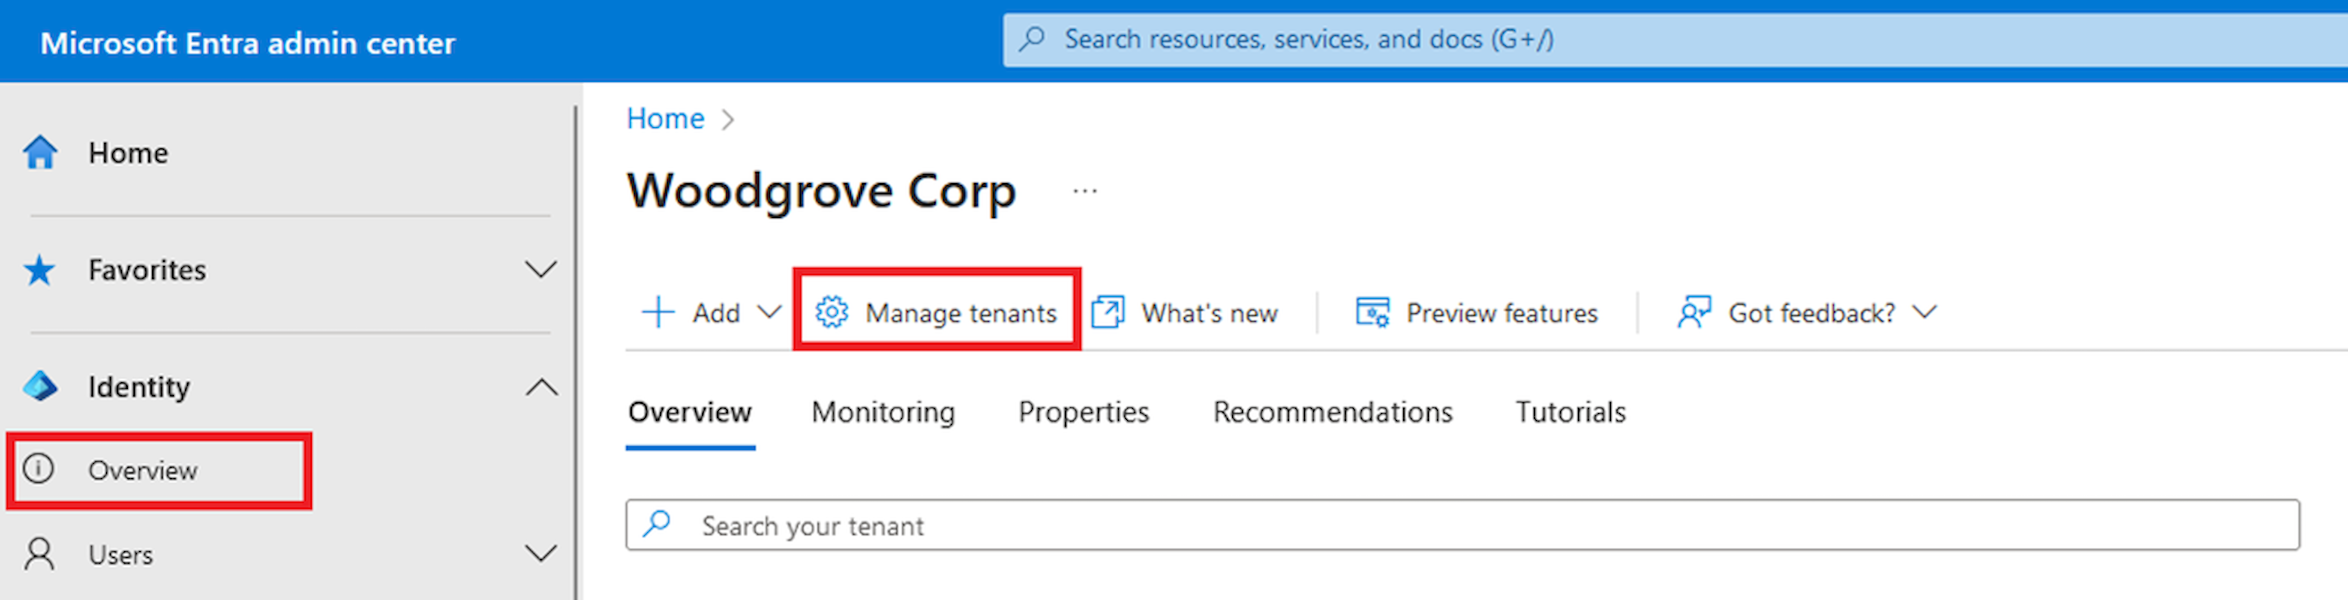 Microsoft Entra admin center
Search resources, services, and docs (G+/)
Home
Favorites
Identity
Overview
Users
Home
Woodgrove Corp ...
Add
Manage tenants
What's new
Preview features
Got feedback?
Overview
Monitoring
Properties
Recommendations
Tutorials
Search your tenant